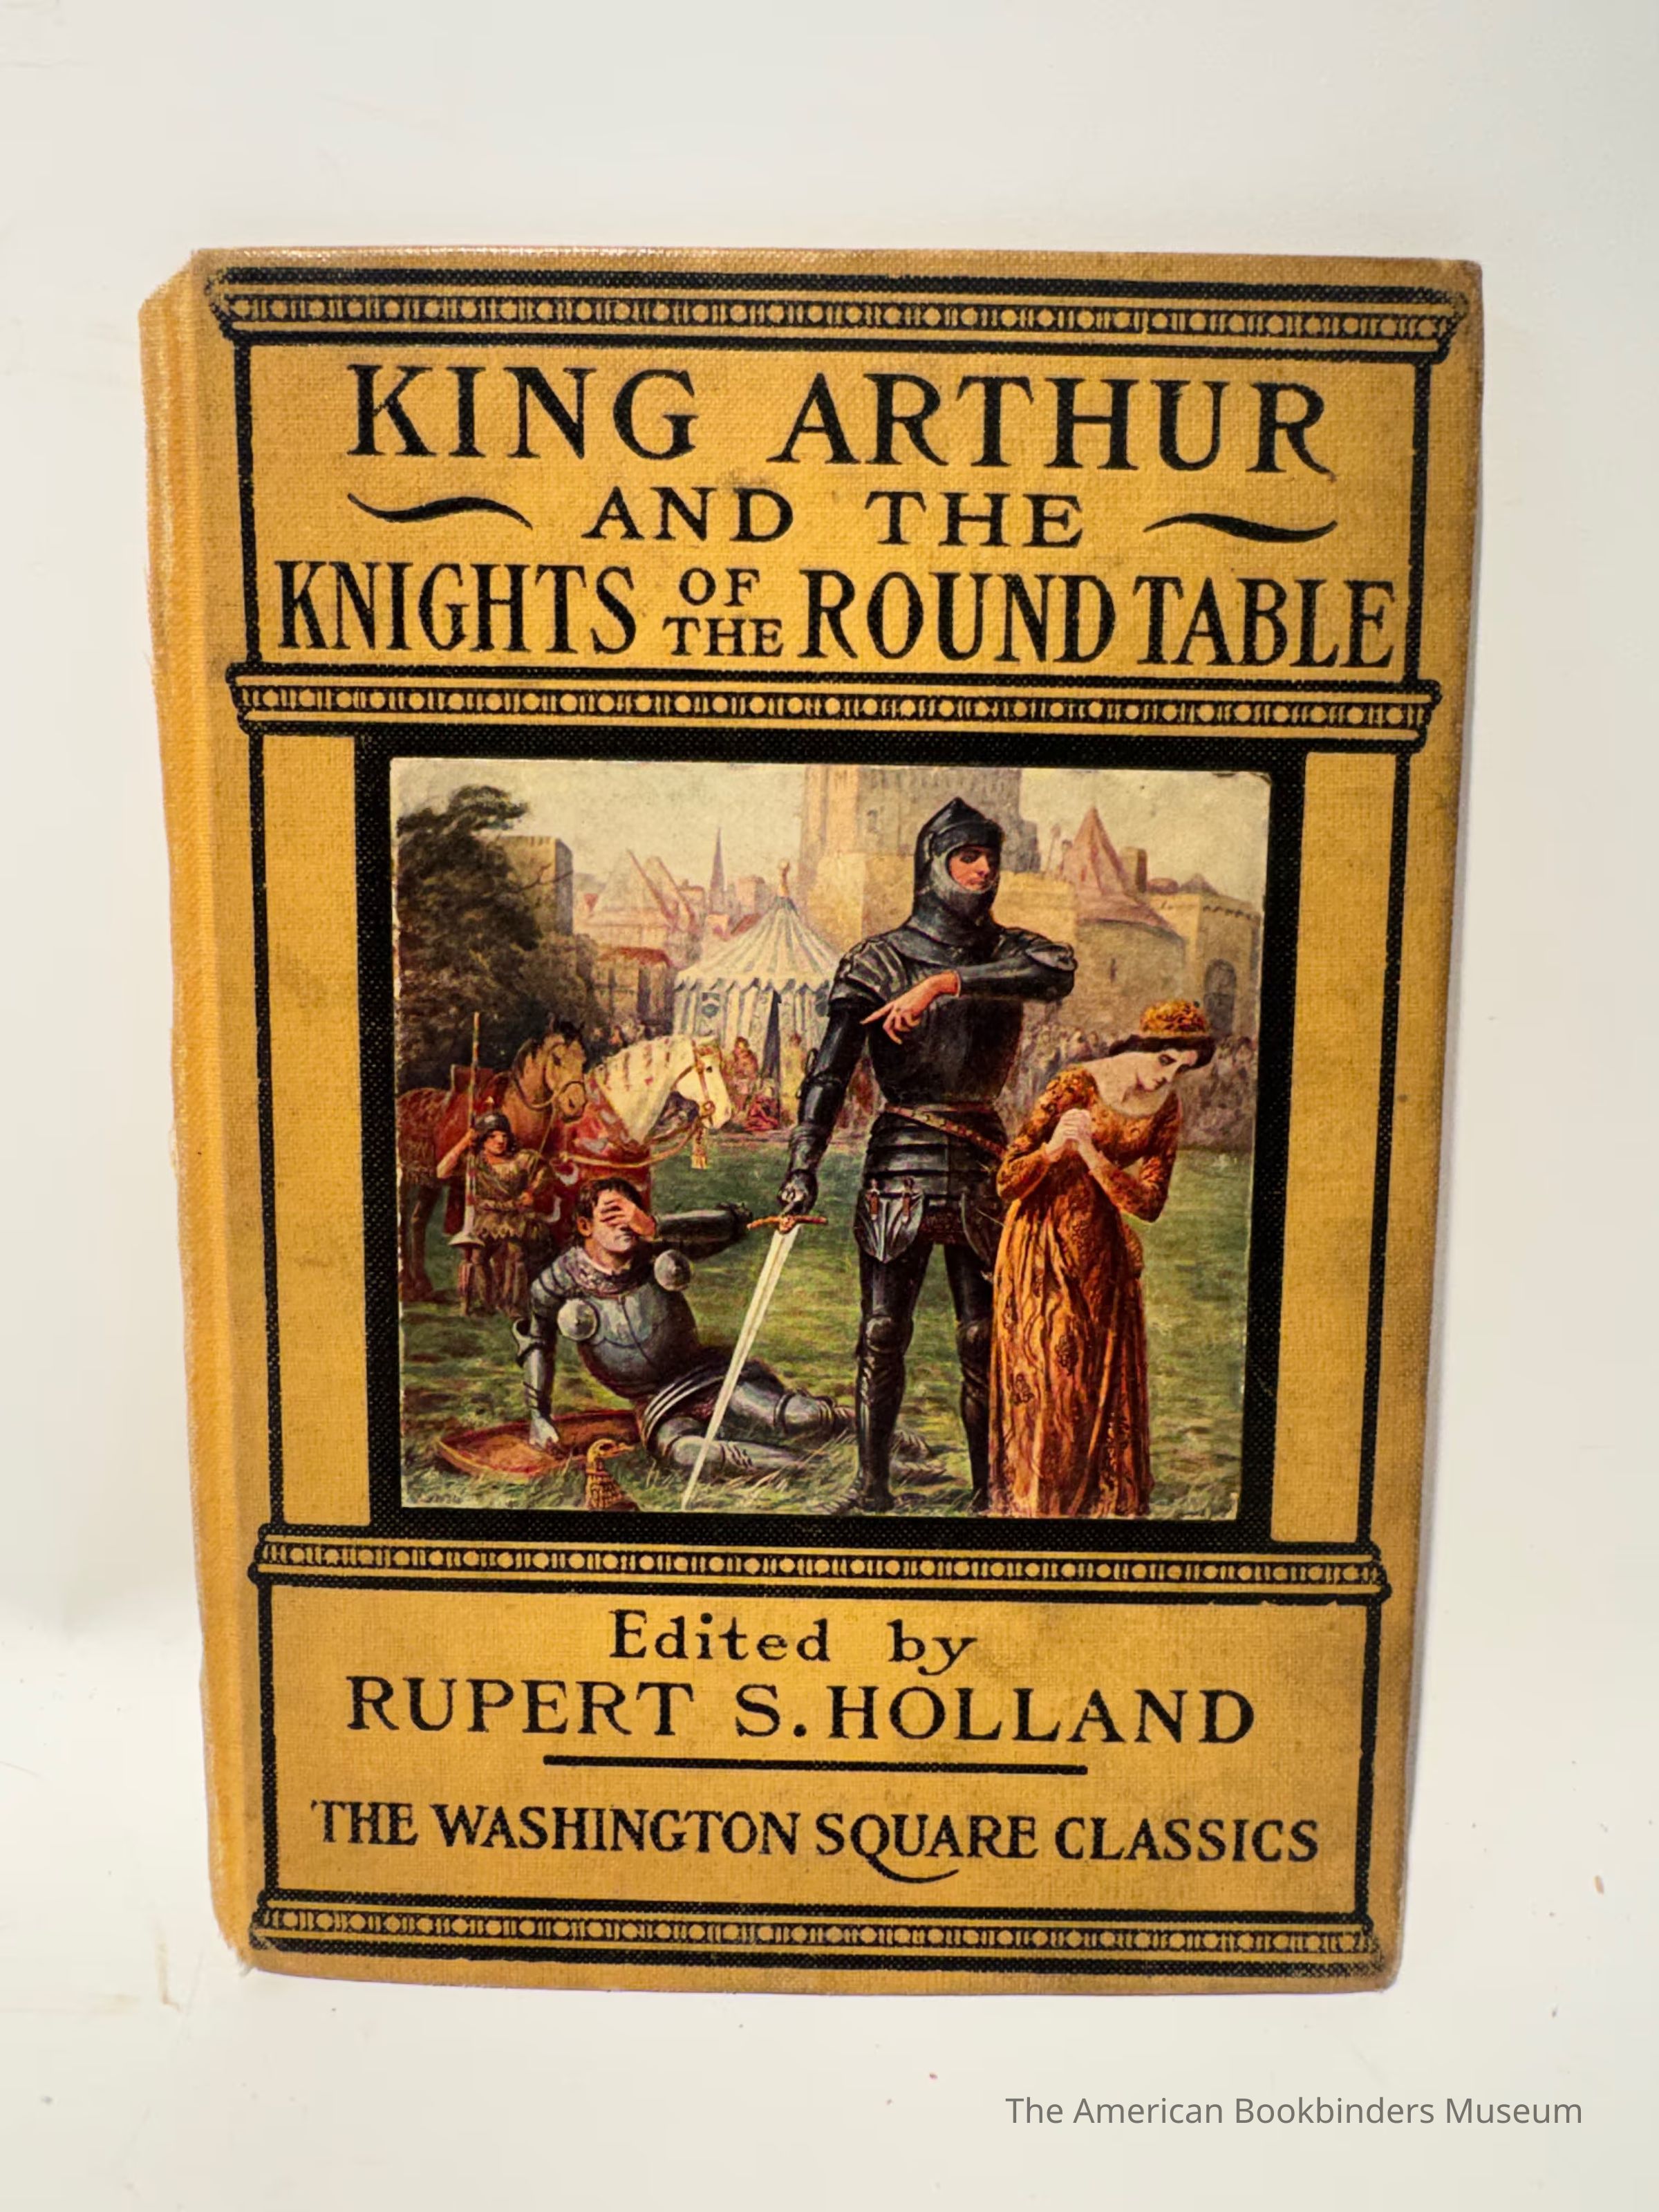 KING ARTHUR
AND THE
KNIGHTS OF THE ROUND TABLE
Edited by
RUPERT S. HOLLAND
THE WASHINGTON SQUARE CLASSICS
The American Bookbinders Museum